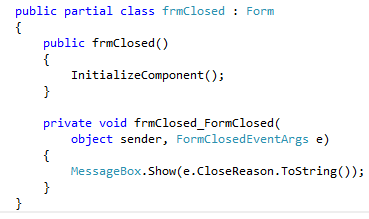 public partial class frmClosed : Form
{
    public frmClosed()
    {
        InitializeComponent();
    }

    private void frmClosed_FormClosed(
        object sender, FormClosedEventArgs e)
    {
        MessageBox.Show(e.CloseReason.ToString());
    }
}